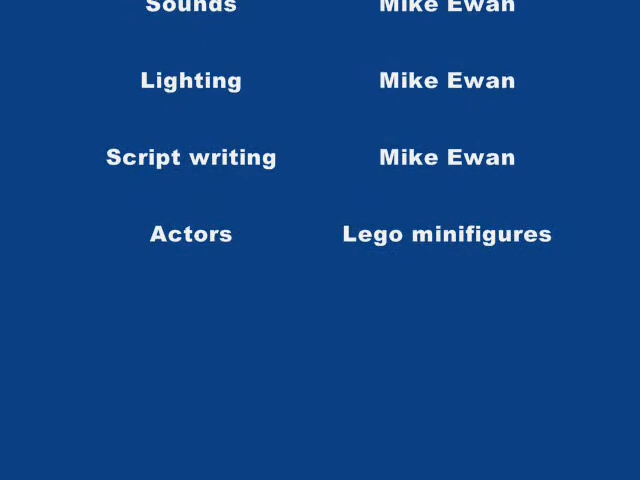 Sounds Mike Ewan
Lighting Mike Ewan
Script writing Mike Ewan
Actors Lego minifigures